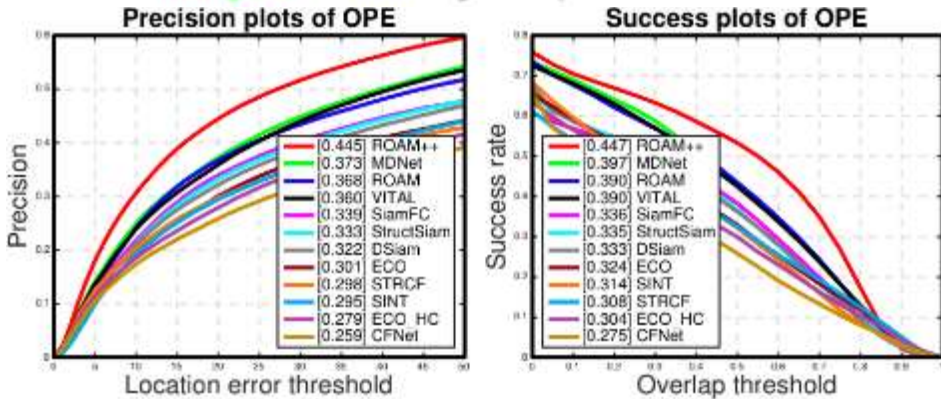 Precision plots of OPE
Success plots of OPE
Precision
[0.445] ROAM++
[0.373] MDNet
[0.368] ROAM
[0.360] VITAL
[0.339] SiamFC
[0.333] StructSiam
[0.322] DSiam
[0.301] ECO
[0.298] STRCF
[0.295] SINT
[0.279] ECO HC
[0.259] CFNet
Location error threshold
Success rate
[0.447] ROAM++
[0.397] MDNet
[0.390] ROAM
[0.390] VITAL
[0.336] SiamFC
[0.335] StructSiam
[0.333] DSiam
[0.324] ECO
[0.314] SINT
[0.308] STRCF
[0.304] ECO HC
[0.275] CFNet
Overlap threshold